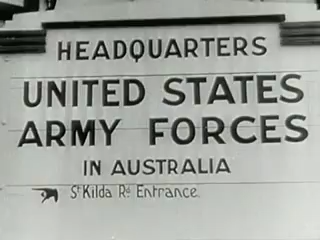 HEADQUARTERS
UNITED STATES
ARMY FORCES
IN AUSTRALIA
St Kilda Rd. Entrance.